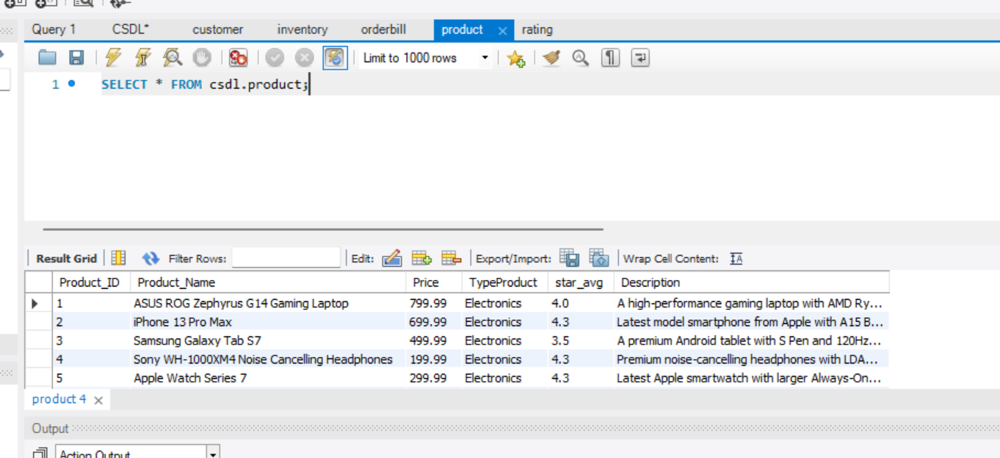 Query 1 CSDL* customer inventory orderbill product × rating
Limit to 1000 rows
1 SELECT * FROM csdl.product;
Result Grid Filter Rows: Edit: Export/Import: Wrap Cell Content:
Product_ID Product_Name Price TypeProduct star_avg Description
1 ASUS ROG Zephyrus G14 Gaming Laptop 799.99 Electronics 4.0 A high-performance gaming laptop with AMD Ry...
2 iPhone 13 Pro Max 699.99 Electronics 4.3 Latest model smartphone from Apple with A15 B...
3 Samsung Galaxy Tab S7 499.99 Electronics 3.5 A premium Android tablet with S Pen and 120Hz...
4 Sony WH-1000XM4 Noise Cancelling Headphones 199.99 Electronics 4.3 Premium noise-cancelling headphones with LDA...
5 Apple Watch Series 7 299.99 Electronics 4.3 Latest Apple smartwatch with larger Always-On...
product 4 ×
Output
Action Output